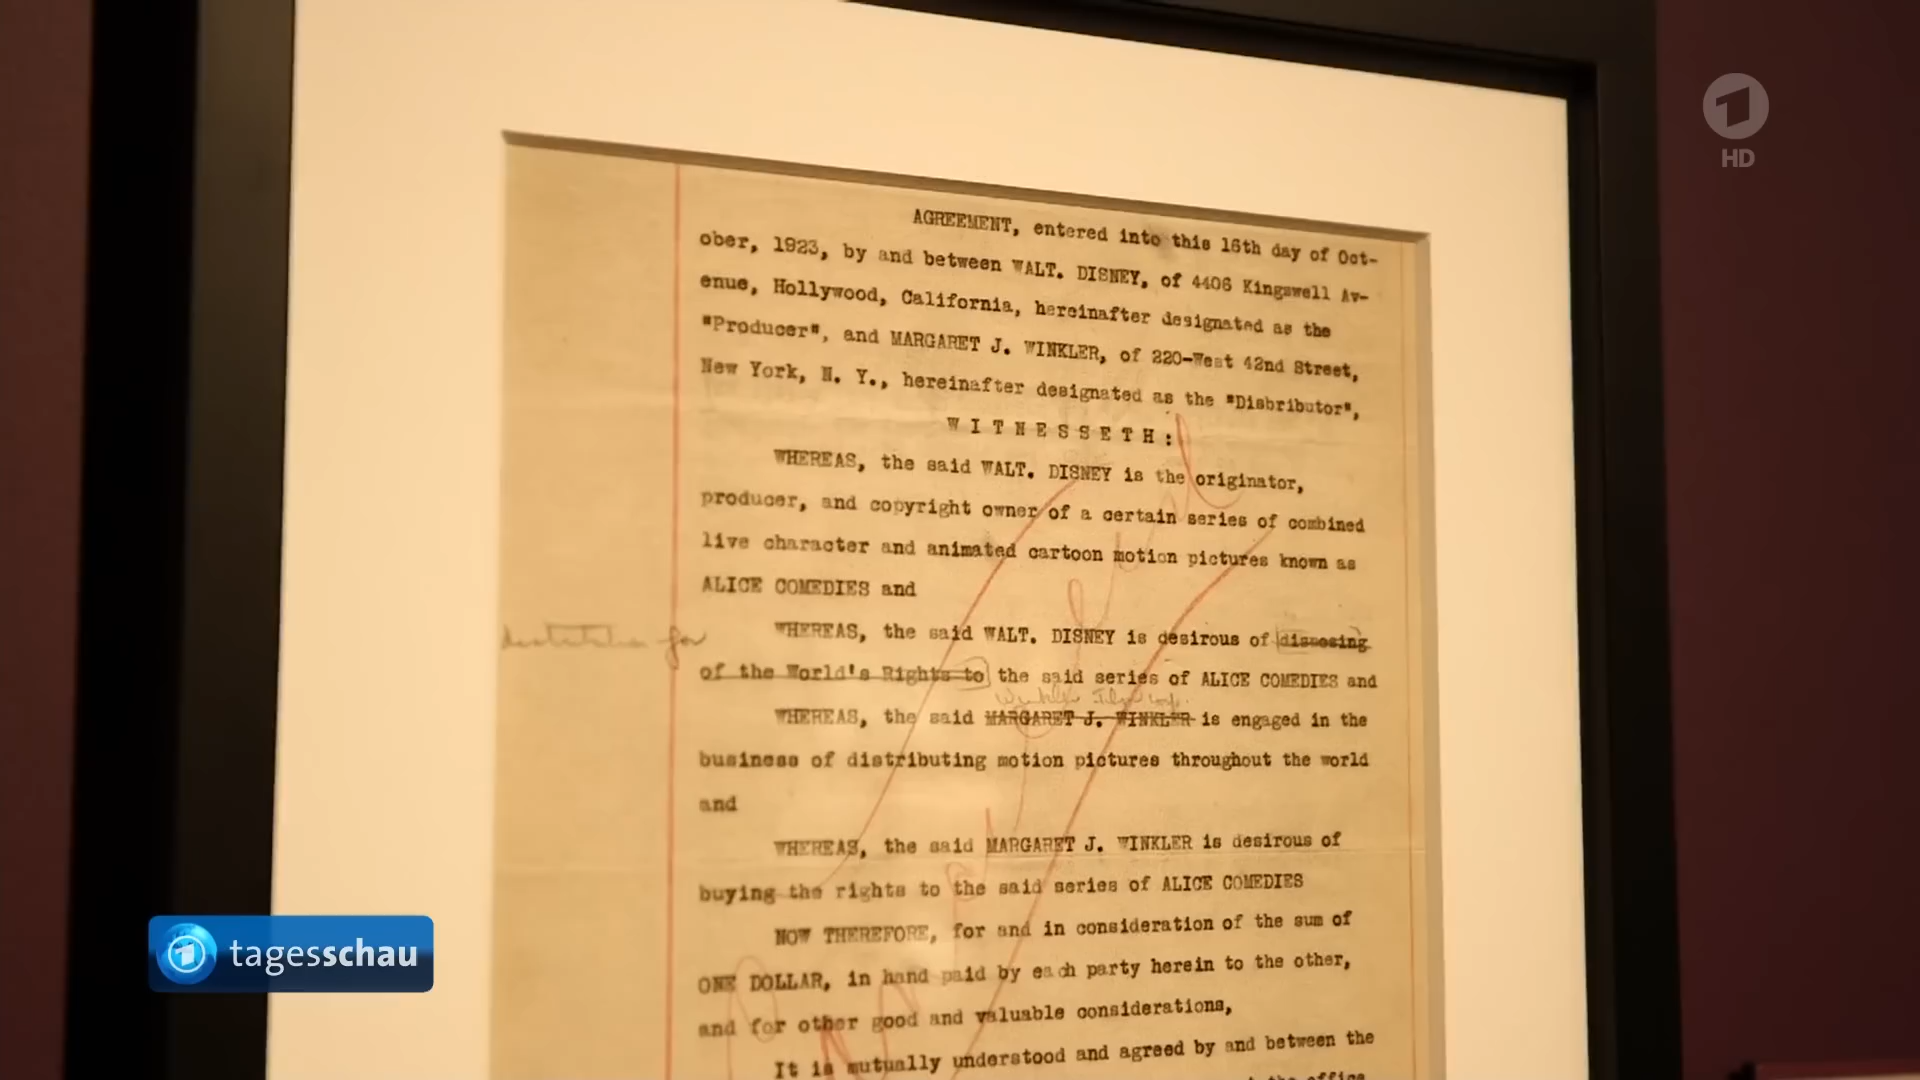 HD
AGREEMENT, entered into this 16th day of Oct-
ober, 1923, by and between WALT. DISNEY, of 4406 Kingswell Av-
enue, Hollywood, California, hereinafter designated as the
"Producer", and MARGARET J. WINKLER, of 220-West 42nd Street,
New York, N. Y., hereinafter designated as the "Disbributor",
WITNESSETH:
WHEREAS, the said WALT. DISNEY is the originator,
producer, and copyright owner of a certain series of combined
live character and animated cartoon motion pictures known as
ALICE COMEDIES and
WHEREAS, the said WALT. DISNEY is desirous of disposing
of the World's Rights to the said series of ALICE COMEDIES and
WHEREAS, the said MARGARET J. WINKLER is engaged in the
business of distributing motion pictures throughout the world
and
WHEREAS, the said MARGARET J. WINKLER is desirous of
buying the rights to the said series of ALICE COMEDIES
NOW THEREFORE, for and in consideration of the sum of
ONE DOLLAR, in hand paid by each party herein to the other,
and for other good and valuable considerations,
It is mutually understood and agreed by and between the
tagesschau